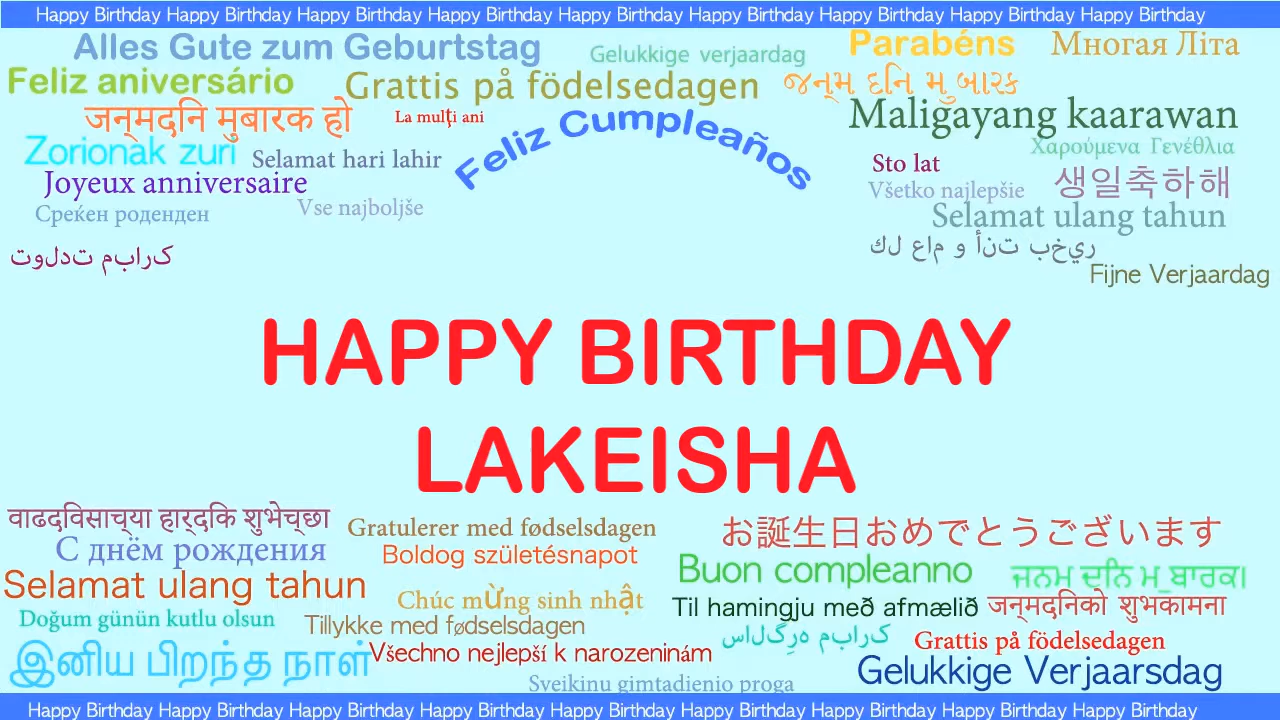 Happy Birthday Happy Birthday Happy Birthday Happy Birthday Happy Birthday Happy Birthday Happy Birthday Happy Birthday Happy Birthday
Alles Gute zum Geburtstag
Gelukkige verjaardag
Parabéns
Многая Літа
Feliz aniversário
Grattis på födelsedagen
જન્મ દનિ મુબારક
जन्मदनि मुबारक हो
La mulţi ani
Feliz Cumpleaños
Maligayang kaarawan
Χαρούμενα Γενέθλια
Zorionak zuri
Selamat hari lahir
Sto lat
Joyeux anniversaire
Všetko najlepšie
생일축하해
Среќен роденден
Vse najboljše
Selamat ulang tahun
تولدت مبارک
كل عام و أنت بخير
Fijne Verjaardag
HAPPY BIRTHDAY
LAKEISHA
वाढदविसाच्या हार्दकि शुभेच्छा
Gratulerer med fødselsdagen
お誕生日おめでとうございます
С днём рождения
Boldog születésnapot
Buon compleanno
ਜਨਮ ਦਨਿ ਮੁਬਾਰਕ।
Selamat ulang tahun
Chúc mừng sinh nhật
Til hamingju með afmælið
जन्मदनिको शुभकामना
Doğum günün kutlu olsun
Tillykke med fødselsdagen
سالگرہ مبارک
Grattis på födelsedagen
இனிய பிறந்த நாள்
Všechno nejlepší k narozeninám
Gelukkige Verjaarsdag
Sveikinu gimtadienio proga
Happy Birthday Happy Birthday Happy Birthday Happy Birthday Happy Birthday Happy Birthday Happy Birthday Happy Birthday Happy Birthday